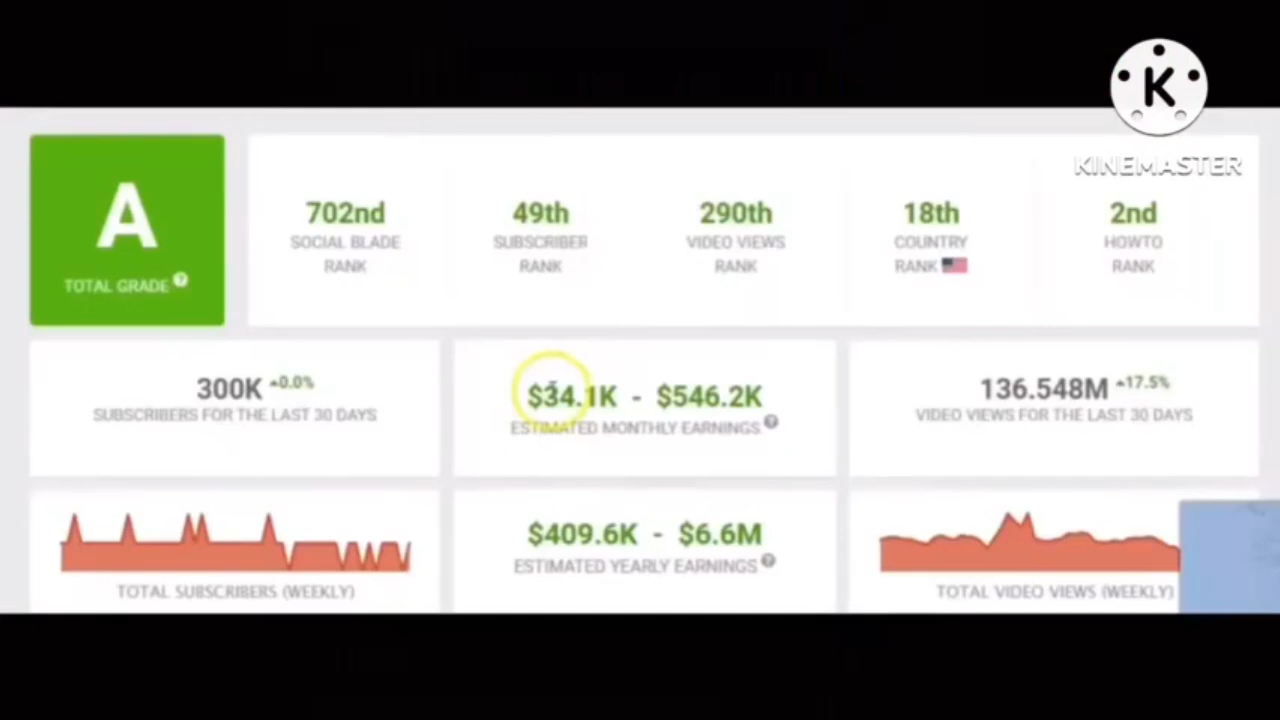 K
KINEMASTER
A
TOTAL GRADE ?
702nd
SOCIAL BLADE
RANK
49th
SUBSCRIBER
RANK
290th
VIDEO VIEWS
RANK
18th
COUNTRY
RANK
2nd
HOWTO
RANK
300K ▲0.0%
SUBSCRIBERS FOR THE LAST 30 DAYS
$34.1K - $546.2K
ESTIMATED MONTHLY EARNINGS ?
136.548M ▲17.5%
VIDEO VIEWS FOR THE LAST 30 DAYS
TOTAL SUBSCRIBERS (WEEKLY)
$409.6K - $6.6M
ESTIMATED YEARLY EARNINGS ?
TOTAL VIDEO VIEWS (WEEKLY)